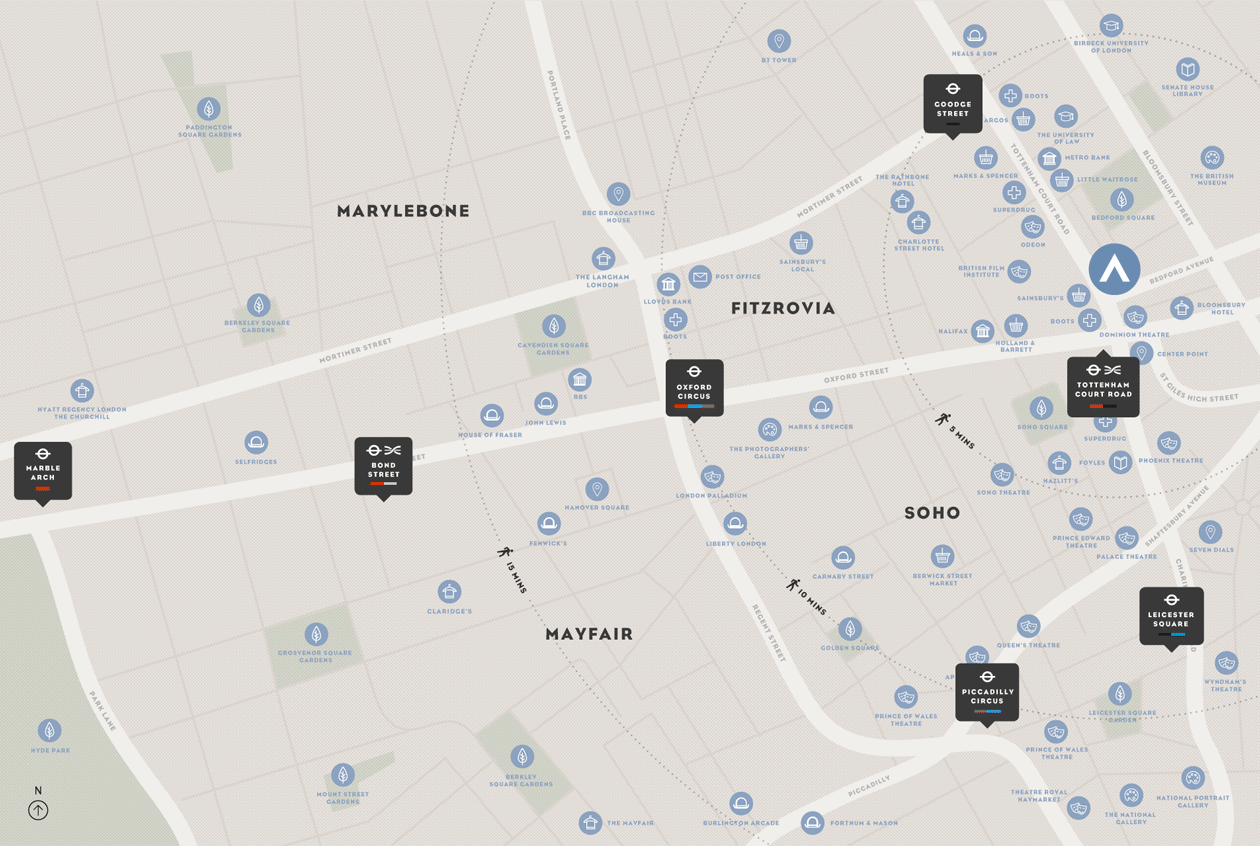 BIRBECK UNIVERSITY
OF LONDON
HEALS & SON
BT TOWER
SENATE HOUSE
LIBRARY
GOODGE
STREET
BOOTS
ARGOS
PORTLAND PLACE
PADDINGTON
SQUARE GARDENS
THE UNIVERSITY
OF LAW
METRO BANK
MARKS & SPENCER
LITTLE WAITROSE
THE BRITISH
MUSEUM
TOTTENHAM COURT ROAD
BLOOMSBURY STREET
THE RATHBONE
HOTEL
MORTIMER STREET
SUPERDRUG
BEDFORD SQUARE
MARYLEBONE
BBC BROADCASTING
HOUSE
CHARLOTTE
STREET HOTEL
ODEON
SAINSBURY'S
LOCAL
THE LANGHAM
LONDON
POST OFFICE
BRITISH FILM
INSTITUTE
BEDFORD AVENUE
LLOYDS BANK
SAINSBURY'S
FITZROVIA
BLOOMSBURY
HOTEL
BERKELEY SQUARE
GARDENS
BOOTS
BOOTS
DOMINION THEATRE
HALIFAX
HOLLAND &
BARRETT
CAVENDISH SQUARE
GARDENS
MORTIMER STREET
CENTER POINT
OXFORD STREET
OXFORD
CIRCUS
TOTTENHAM
COURT ROAD
ST GILES HIGH STREET
RBS
HYATT REGENCY LONDON
THE CHURCHILL
JOHN LEWIS
HOUSE OF FRASER
MARKS & SPENCER
SOHO SQUARE
5 MINS
SUPERDRUG
THE PHOTOGRAPHERS'
GALLERY
SELFRIDGES
MARBLE
ARCH
BOND
STREET
FOYLES
PHOENIX THEATRE
HAZLITT'S
SOHO THEATRE
LONDON PALLADIUM
HANOVER SQUARE
SOHO
SHAFTESBURY AVENUE
PRINCE EDWARD
THEATRE
PALACE THEATRE
SEVEN DIALS
FENWICK'S
LIBERTY LONDON
15 MINS
10 MINS
CARNABY STREET
BERWICK STREET
MARKET
CLARIDGE'S
LEICESTER
SQUARE
REGENT STREET
MAYFAIR
GROSVENOR SQUARE
GARDENS
GOLDEN SQUARE
QUEEN'S THEATRE
WYNDHAM'S
THEATRE
PICCADILLY
CIRCUS
PARK LANE
PRINCE OF WALES
THEATRE
LEICESTER SQUARE
GARDEN
HYDE PARK
PRINCE OF WALES
THEATRE
BERKLEY
SQUARE GARDENS
PICCADILLY
N
MOUNT STREET
GARDENS
THEATRE ROYAL
HAYMARKET
NATIONAL PORTRAIT
GALLERY
THE NATIONAL
GALLERY
THE MAYFAIR
BURLINGTON ARCADE
FORTNUM & MASON